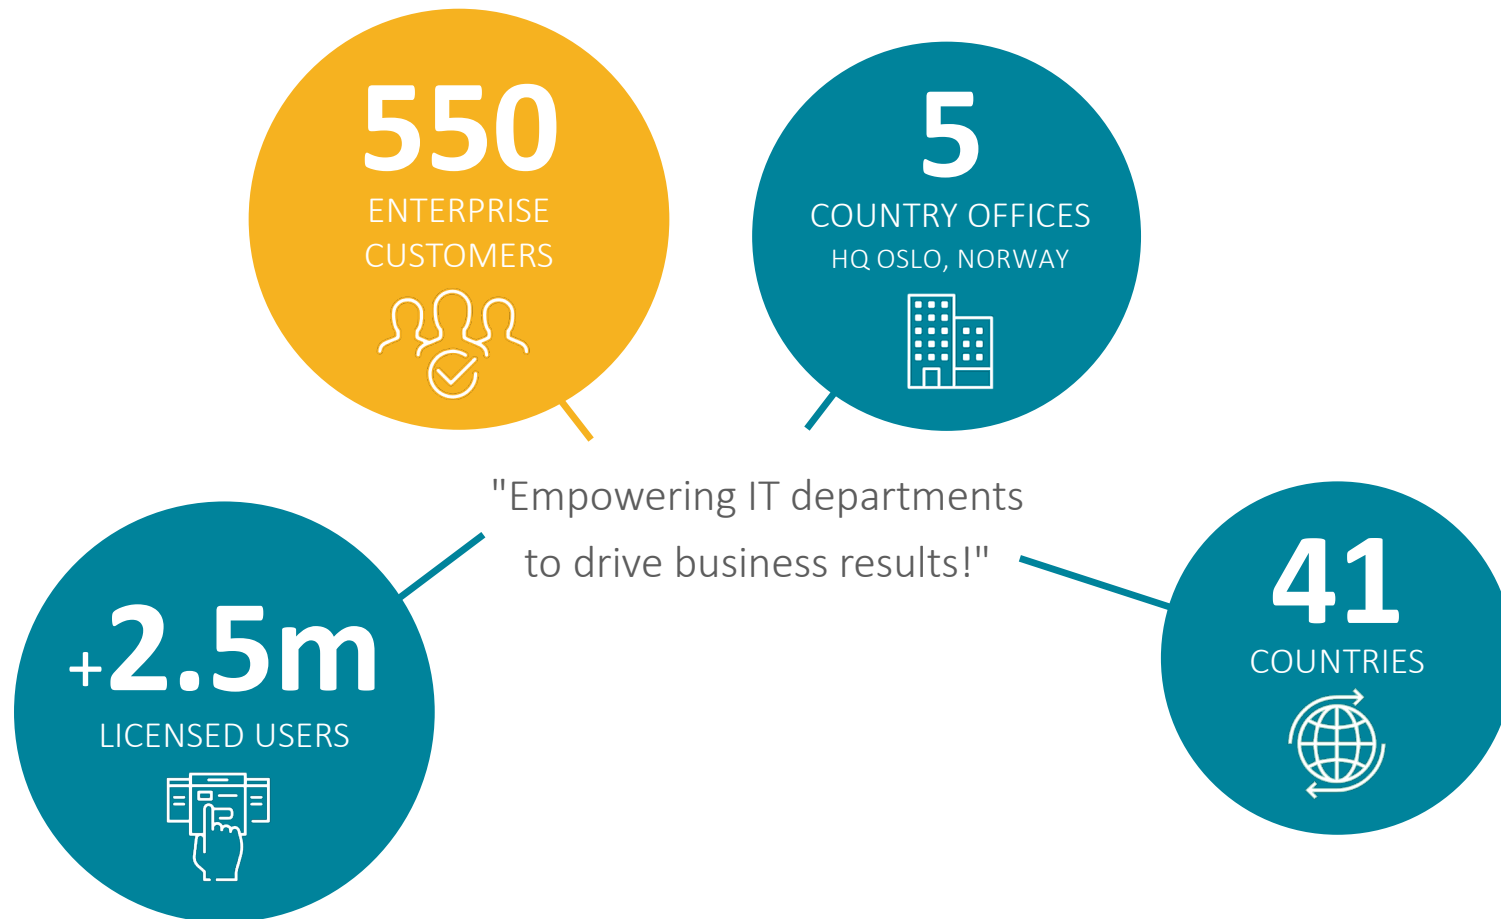 550
ENTERPRISE
CUSTOMERS
5
COUNTRY OFFICES
HQ OSLO, NORWAY
"Empowering IT departments
to drive business results!"
+2.5m
LICENSED USERS
41
COUNTRIES